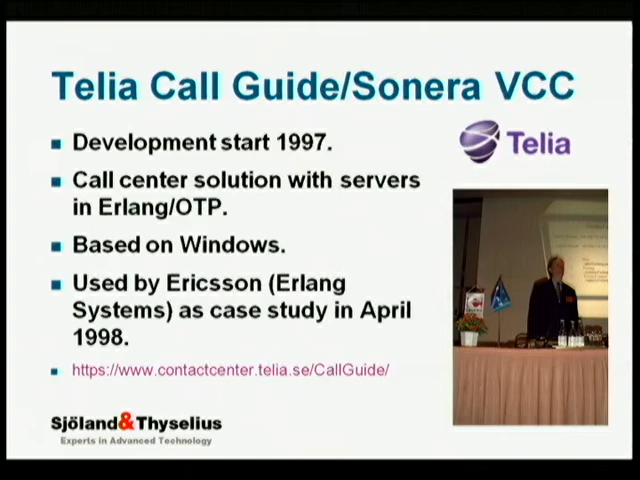 Telia Call Guide/Sonera VCC
Development start 1997.
Telia
Call center solution with servers
in Erlang/OTP.
Based on Windows.
Used by Ericsson (Erlang
Systems) as case study in April
1998.
https://www.contactcenter.telia.se/CallGuide/
Sjöland&Thyselius
Experts in Advanced Technology